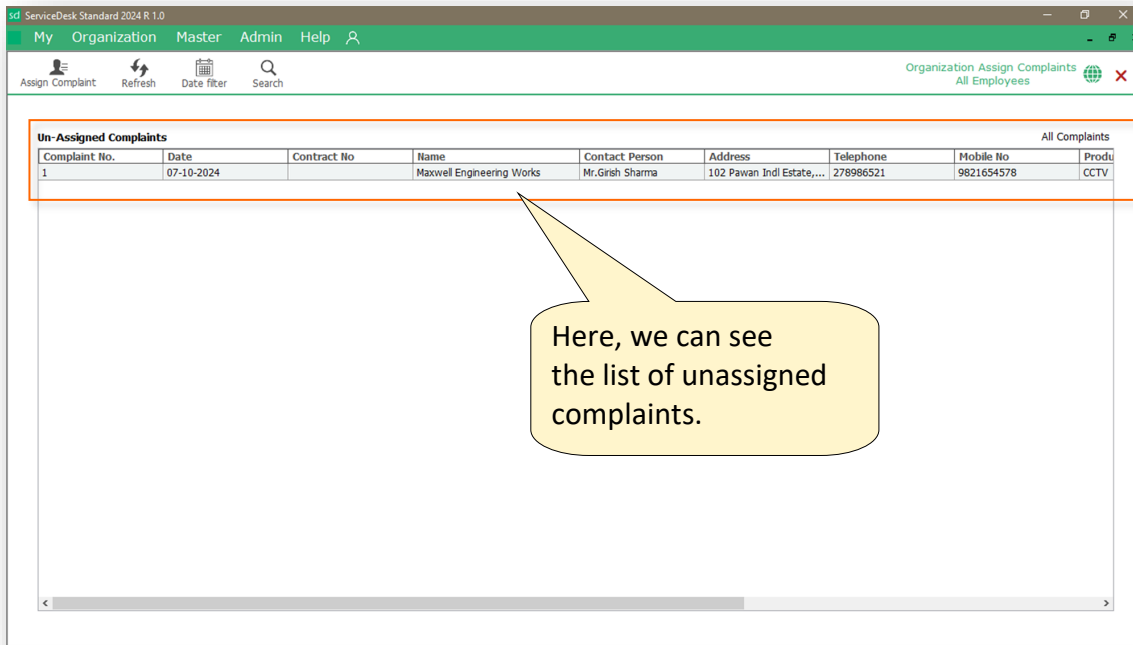 sd ServiceDesk Standard 2024 R 1.0
My Organization Master Admin Help
Assign Complaint Refresh Date filter Search
Organization Assign Complaints
All Employees
Un-Assigned Complaints All Complaints
Complaint No. Date Contract No Name Contact Person Address Telephone Mobile No Produ
1 07-10-2024 Maxwell Engineering Works Mr.Girish Sharma 102 Pawan Indl Estate,... 278986521 9821654578 CCTV
Here, we can see
the list of unassigned
complaints.